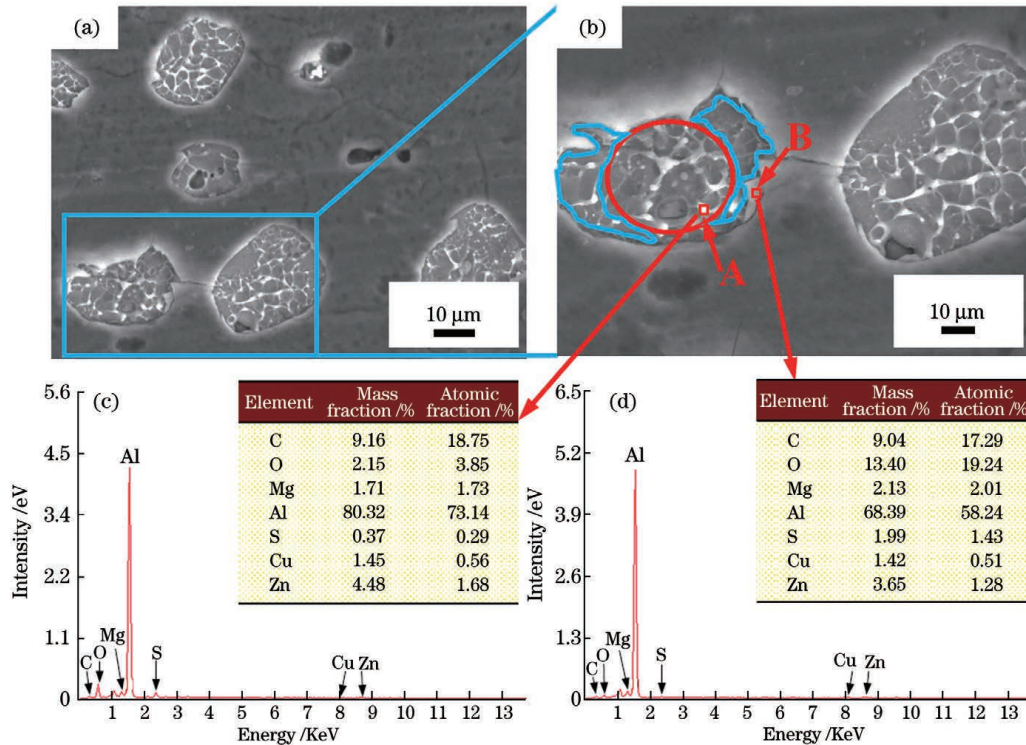 (a)
10 μm
(b)
B
A
10 μm
(c)
Intensity /eV
5.6
4.5
3.4
2.2
1.1
0
Element Mass fraction /% Atomic fraction /%
C 9.16 18.75
O 2.15 3.85
Mg 1.71 1.73
Al 80.32 73.14
S 0.37 0.29
Cu 1.45 0.56
Zn 4.48 1.68
Al
C O Mg S Cu Zn
1 2 3 4 5 6 7 8 9 10 11 12 13
Energy /KeV
(d)
Intensity /eV
6.5
5.2
3.9
2.6
1.3
0
Element Mass fraction /% Atomic fraction /%
C 9.04 17.29
O 13.40 19.24
Mg 2.13 2.01
Al 68.39 58.24
S 1.99 1.43
Cu 1.42 0.51
Zn 3.65 1.28
Al
C O Mg S Cu Zn
1 2 3 4 5 6 7 8 9 10 11 12 13
Energy /KeV